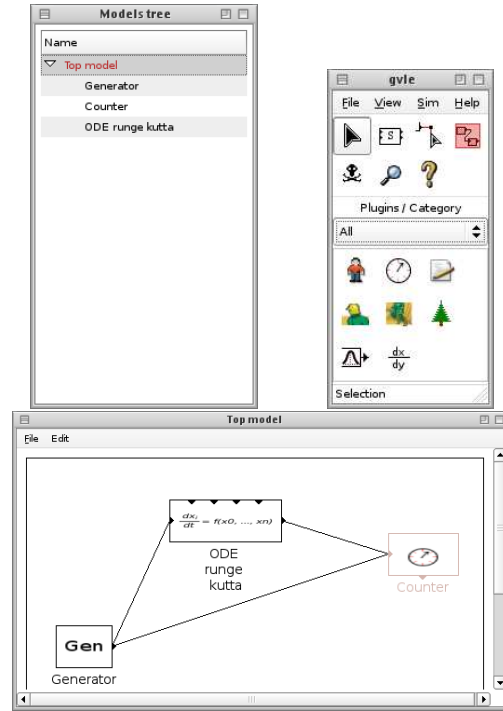 Models tree
Name
Top model
Generator
Counter
ODE runge kutta
gvle
File View Sim Help
S
Plugins / Category
All
dx
dy
Selection
Top model
File Edit
dxᵢ
dt = f(x0, ..., xn)
ODE
runge
kutta
Counter
Gen
Generator